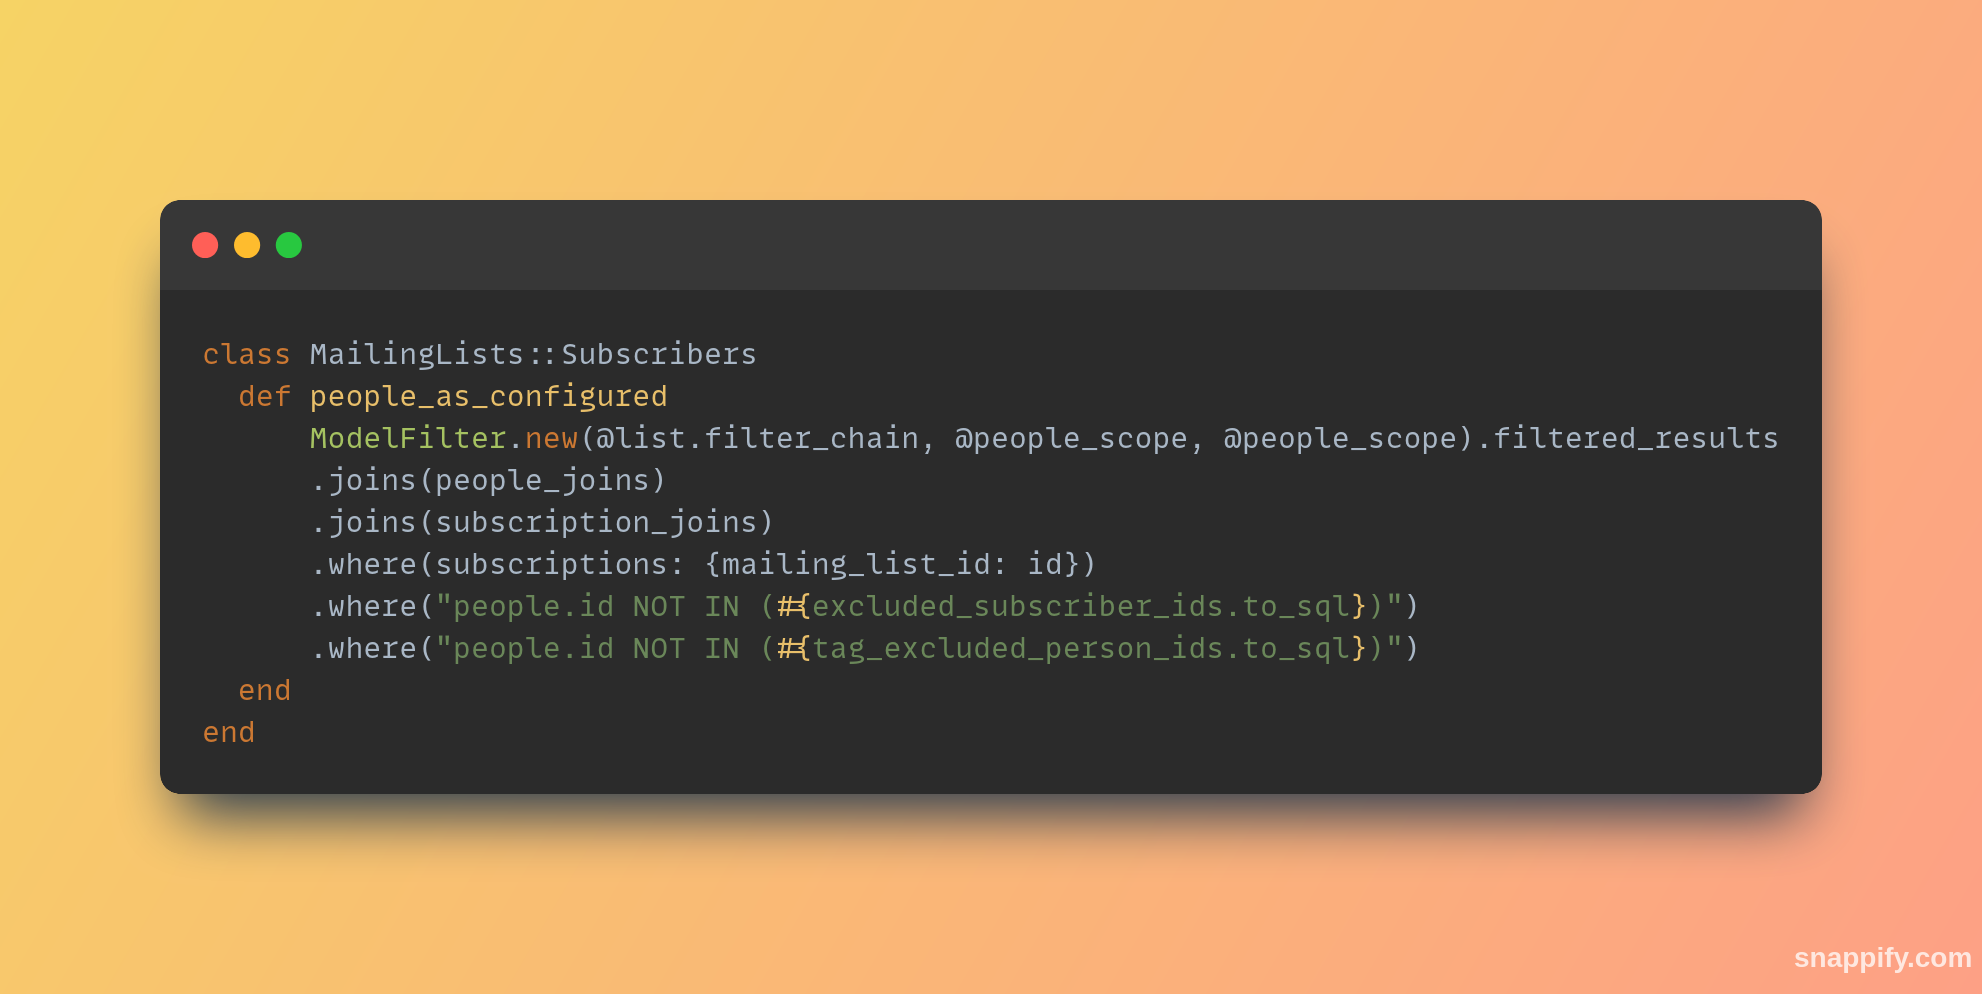 class MailingLists::Subscribers
  def people_as_configured
      ModelFilter.new(@list.filter_chain, @people_scope, @people_scope).filtered_results
      .joins(people_joins)
      .joins(subscription_joins)
      .where(subscriptions: {mailing_list_id: id})
      .where("people.id NOT IN (#{excluded_subscriber_ids.to_sql})")
      .where("people.id NOT IN (#{tag_excluded_person_ids.to_sql})")
  end
end
snappify.com